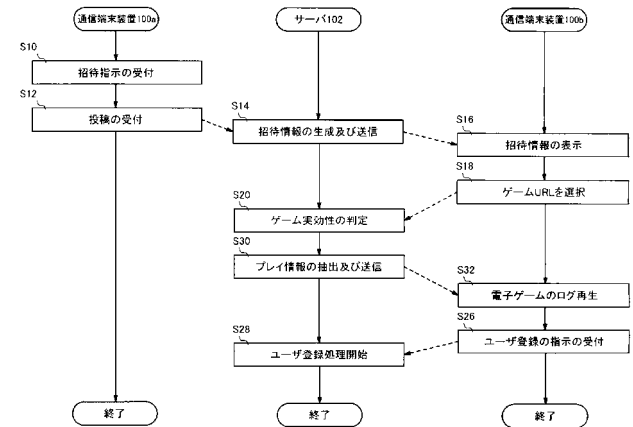 通信端末装置100a
サーバ102
通信端末装置100b
S10
招待指示の受付
S12
投稿の受付
S14
招待情報の生成及び送信
S16
招待情報の表示
S18
ゲームURLを選択
S20
ゲーム実効性の判定
S30
プレイ情報の抽出及び送信
S32
電子ゲームのログ再生
S26
ユーザ登録の指示の受付
S28
ユーザ登録処理開始
終了
終了
終了